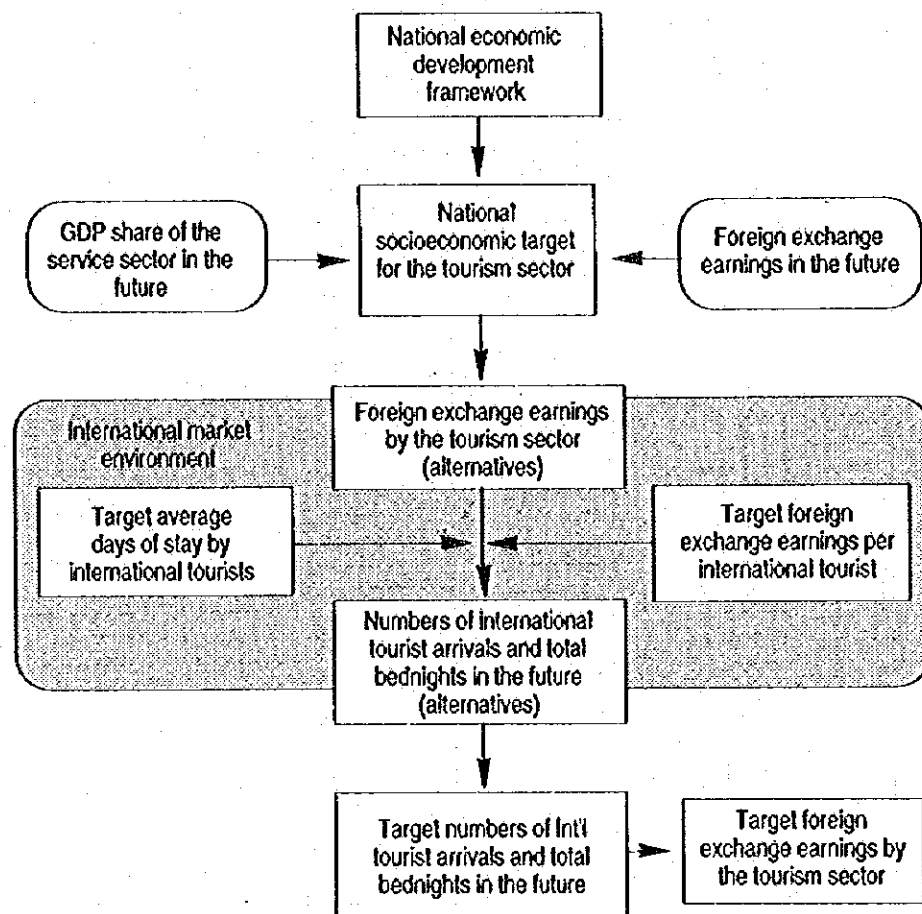 National economic
development
framework
GDP share of the
service sector in the
future
National
socioeconomic target
for the tourism sector
Foreign exchange
earnings in the future
International market
environment
Foreign exchange earnings
by the tourism sector
(alternatives)
Target average
days of stay by
international tourists
Target foreign
exchange earnings per
international tourist
Numbers of international
tourist arrivals and total
bednights in the future
(alternatives)
Target numbers of Int'l
tourist arrivals and total
bednights in the future
Target foreign
exchange earnings by
the tourism sector